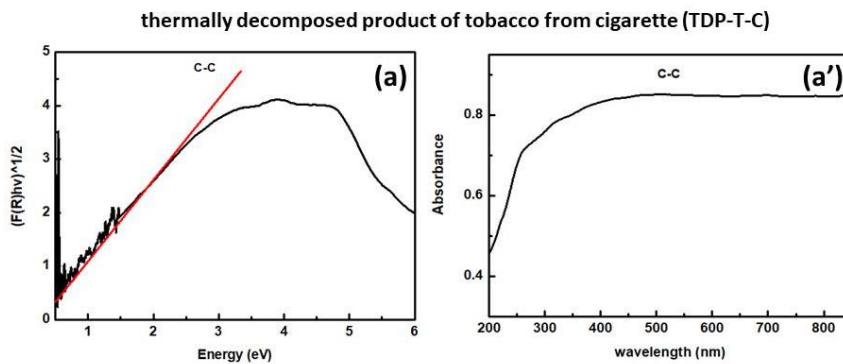 thermally decomposed product of tobacco from cigarette (TDP-T-C)
C-C
(a)
(F(R)hv)^1/2
5
4
3
2
1
0
1 2 3 4 5 6
Energy (eV)
C-C
(a')
Absorbance
0.8
0.6
0.4
200 300 400 500 600 700 800
wavelength (nm)